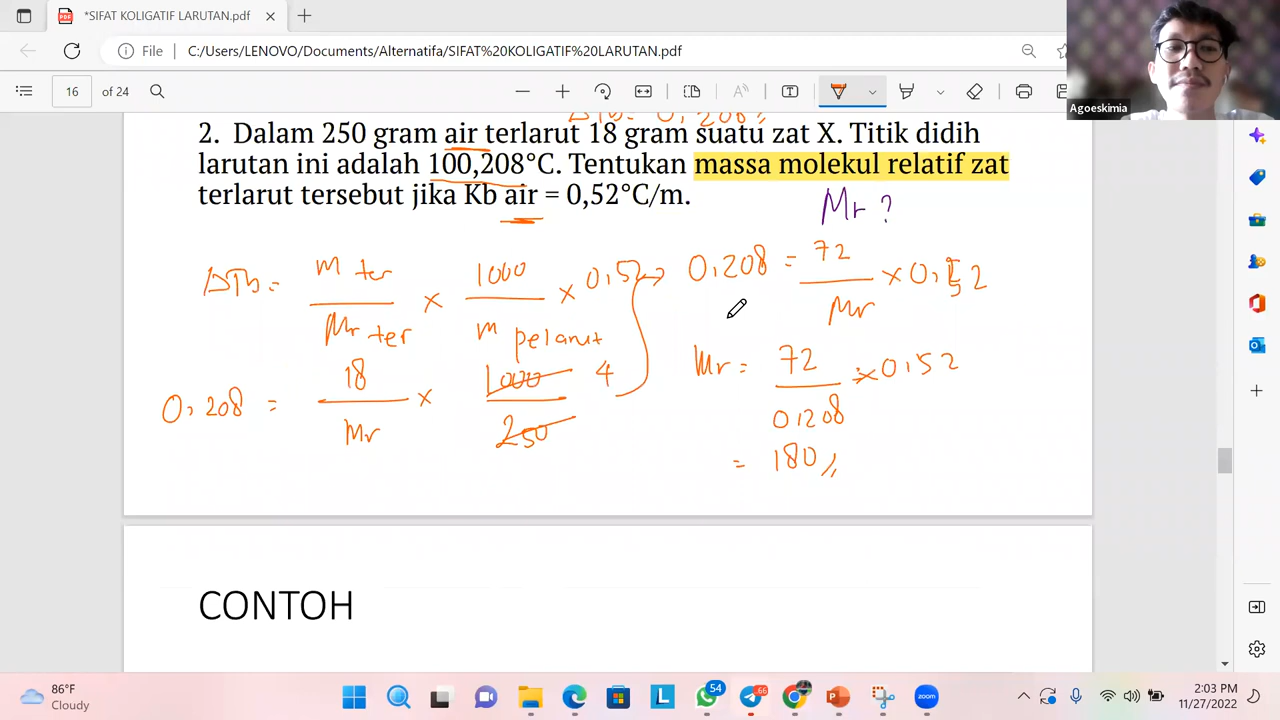 *SIFAT KOLIGATIF LARUTAN.pdf
File C:/Users/LENOVO/Documents/Alternatifa/SIFAT%20KOLIGATIF%20LARUTAN.pdf
16 of 24
Agoeskimia
ΔTb = 0,208
2. Dalam 250 gram air terlarut 18 gram suatu zat X. Titik didih
larutan ini adalah 100,208°C. Tentukan massa molekul relatif zat
terlarut tersebut jika Kb air = 0,52°C/m.
Mr ?
ΔTb = m ter / Mr ter × 1000 / m pelarut × 0,52
0,208 = 18 / Mr × 1000 / 250 4
→ 0,208 = 72 / Mr × 0,52
Mr = 72 / 0,208 × 0,52
= 180
CONTOH
86°F
Cloudy
54
66
2:03 PM
11/27/2022